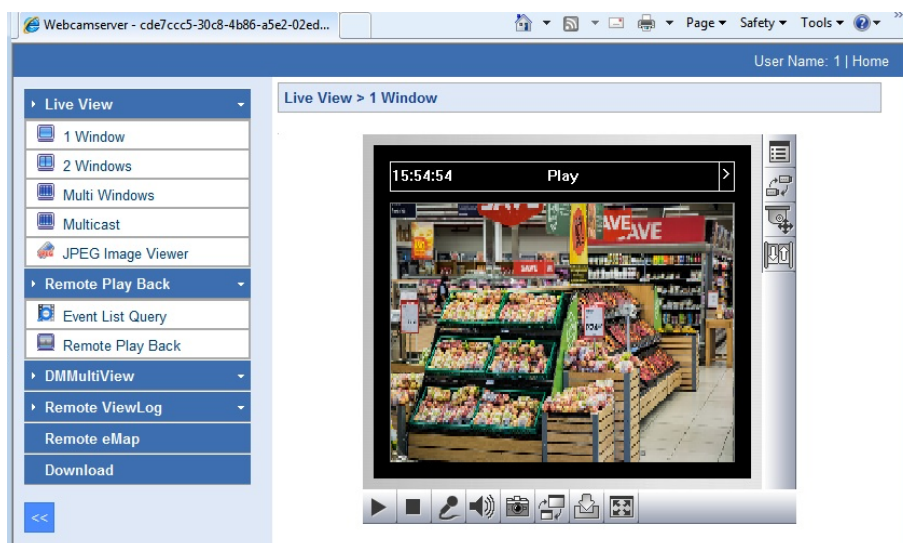 Webcamserver - cde7ccc5-30c8-4b86-a5e2-02ed...
Page Safety Tools
User Name: 1 | Home
Live View
1 Window
2 Windows
Multi Windows
Multicast
JPEG Image Viewer
Remote Play Back
Event List Query
Remote Play Back
DMMultiView
Remote ViewLog
Remote eMap
Download
<<
Live View > 1 Window
15:54:54 Play >
SAVE
SAVE
AVE
SAVE